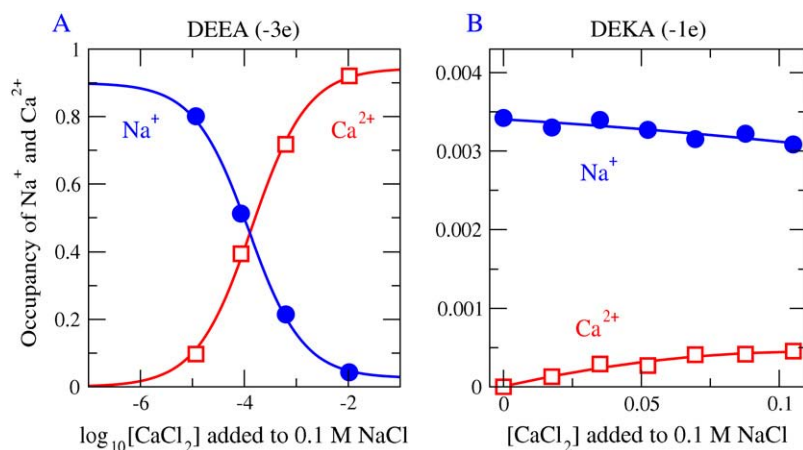 A
DEEA (-3e)
Occupancy of Na⁺ and Ca²⁺
1
0.8
0.6
0.4
0.2
0
Na⁺
Ca²⁺
-6
-4
-2
log₁₀[CaCl₂] added to 0.1 M NaCl
B
DEKA (-1e)
0.004
0.003
0.002
0.001
0.000
Na⁺
Ca²⁺
0
0.05
0.1
[CaCl₂] added to 0.1 M NaCl